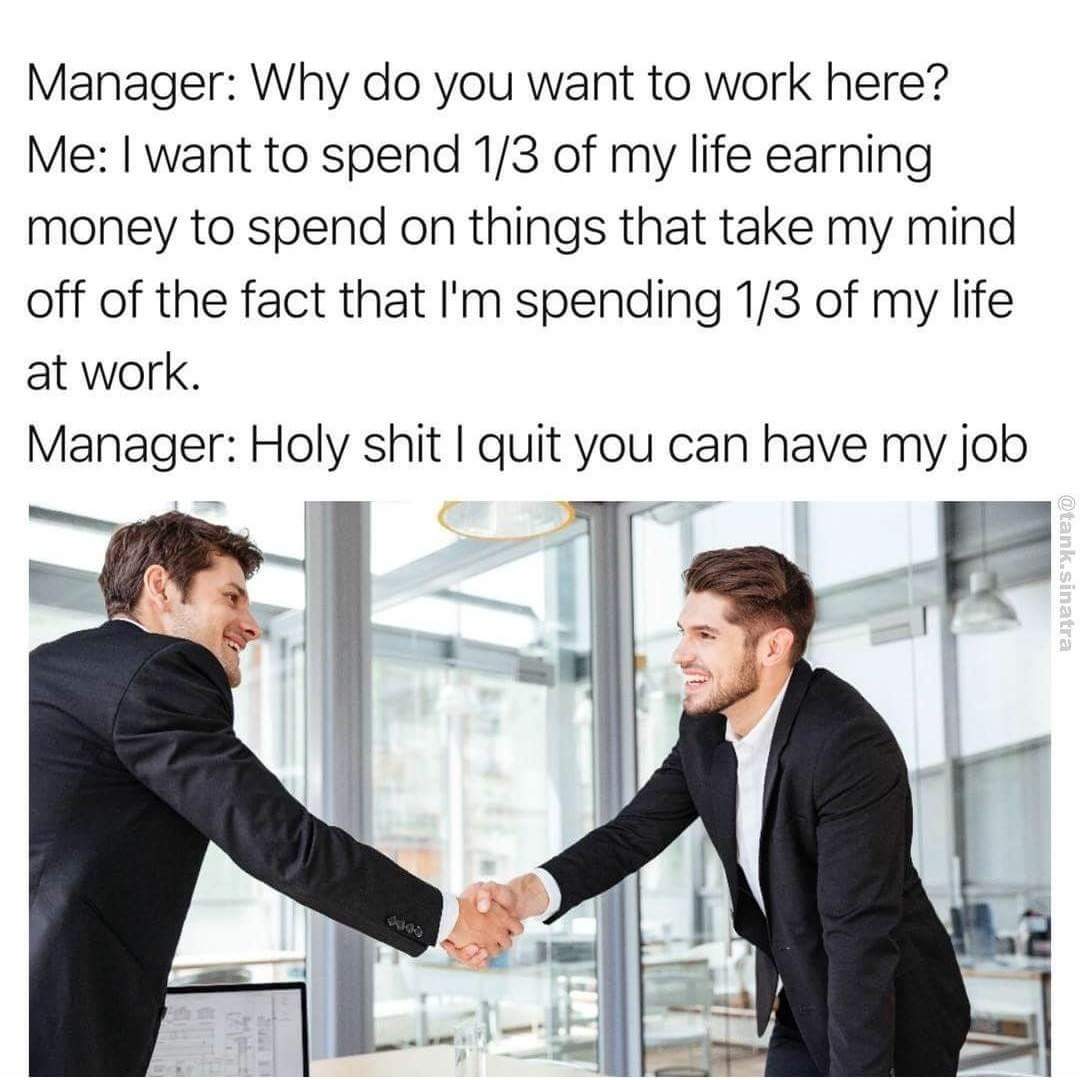 Manager: Why do you want to work here?
Me: I want to spend 1/3 of my life earning
money to spend on things that take my mind
off of the fact that I'm spending 1/3 of my life
at work.
Manager: Holy shit I quit you can have my job
@tank.sinatra